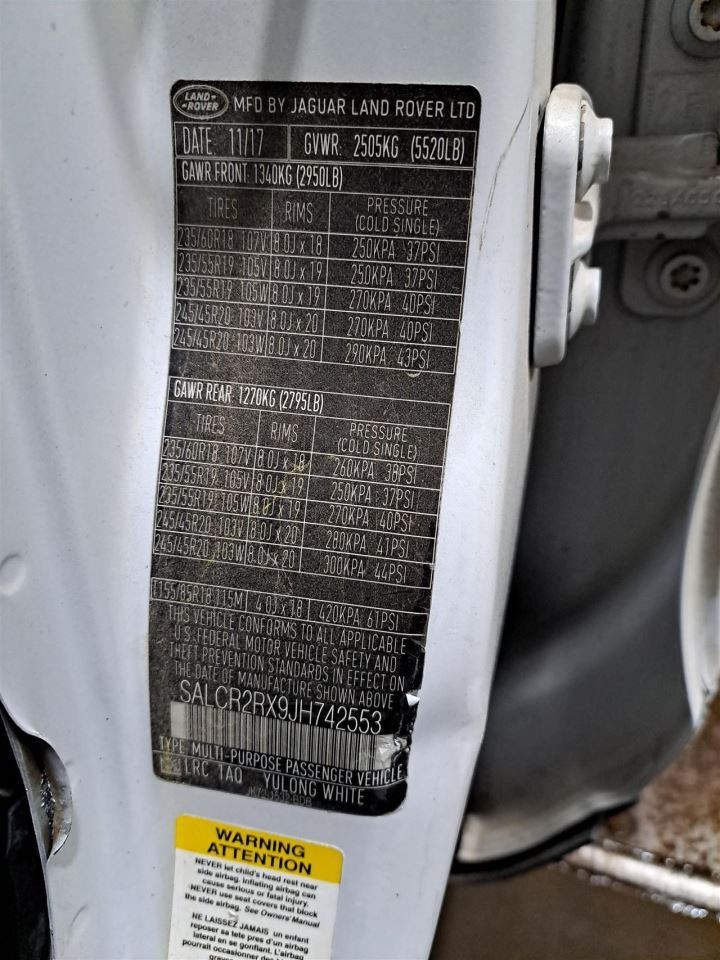 LAND ROVER MFD BY JAGUAR LAND ROVER LTD
DATE: 11/17 GVWR: 2505KG (5520LB)
GAWR FRONT: 1340KG (2950LB)
TIRES RIMS PRESSURE (COLD SINGLE)
235/60R18 107V 8.0J x 18 250KPA 37PSI
235/55R19 105V 8.0J x 19 250KPA 37PSI
235/55R19 105W 8.0J x 19 270KPA 40PSI
245/45R20 103V 8.0J x 20 270KPA 40PSI
245/45R20 103W 8.0J x 20 290KPA 43PSI
GAWR REAR: 1270KG (2795LB)
TIRES RIMS PRESSURE (COLD SINGLE)
235/60R18 107V 8.0J x 18 260KPA 38PSI
235/55R19 105V 8.0J x 19 250KPA 37PSI
235/55R19 105W 8.0J x 19 270KPA 40PSI
245/45R20 103V 8.0J x 20 280KPA 41PSI
245/45R20 103W 8.0J x 20 300KPA 44PSI
T155/85R18 115M 4.0J x 18 420KPA 61PSI
THIS VEHICLE CONFORMS TO ALL APPLICABLE
U.S. FEDERAL MOTOR VEHICLE SAFETY AND
THEFT PREVENTION STANDARDS IN EFFECT ON
THE DATE OF MANUFACTURE
SALCR2RX9JH742553
TYPE: MULTI-PURPOSE PASSENGER VEHICLE
LRC 1AQ YULONG WHITE
WARNING
ATTENTION
NEVER let child's head rest near
side airbag, inflating airbag can
cause serious or fatal injury.
NEVER use seat covers that block
the side airbag. See Owners' Manual
NE LAISSEZ JAMAIS un enfant
reposer sa tete pres d'un airbag
lateral en se gonflant. L'airbag
pourrait occasionner des